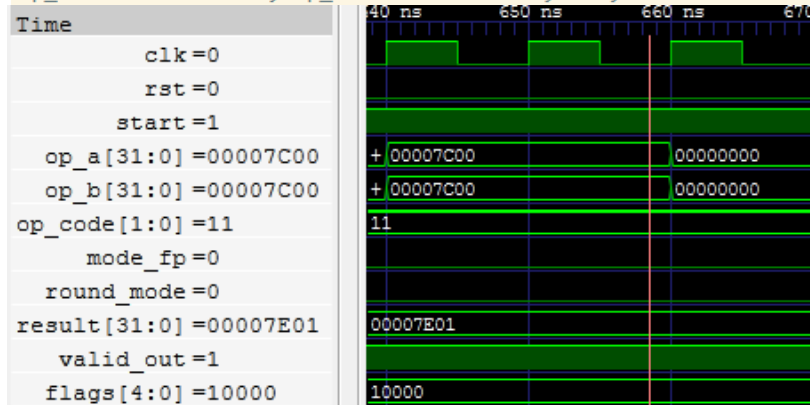 Time 40 ns 650 ns 660 ns 670
clk=0
rst=0
start=1
op_a[31:0]=00007C00 + 00007C00 00000000
op_b[31:0]=00007C00 + 00007C00 00000000
op_code[1:0]=11 11
mode_fp=0
round_mode=0
result[31:0]=00007E01 00007E01
valid_out=1
flags[4:0]=10000 10000